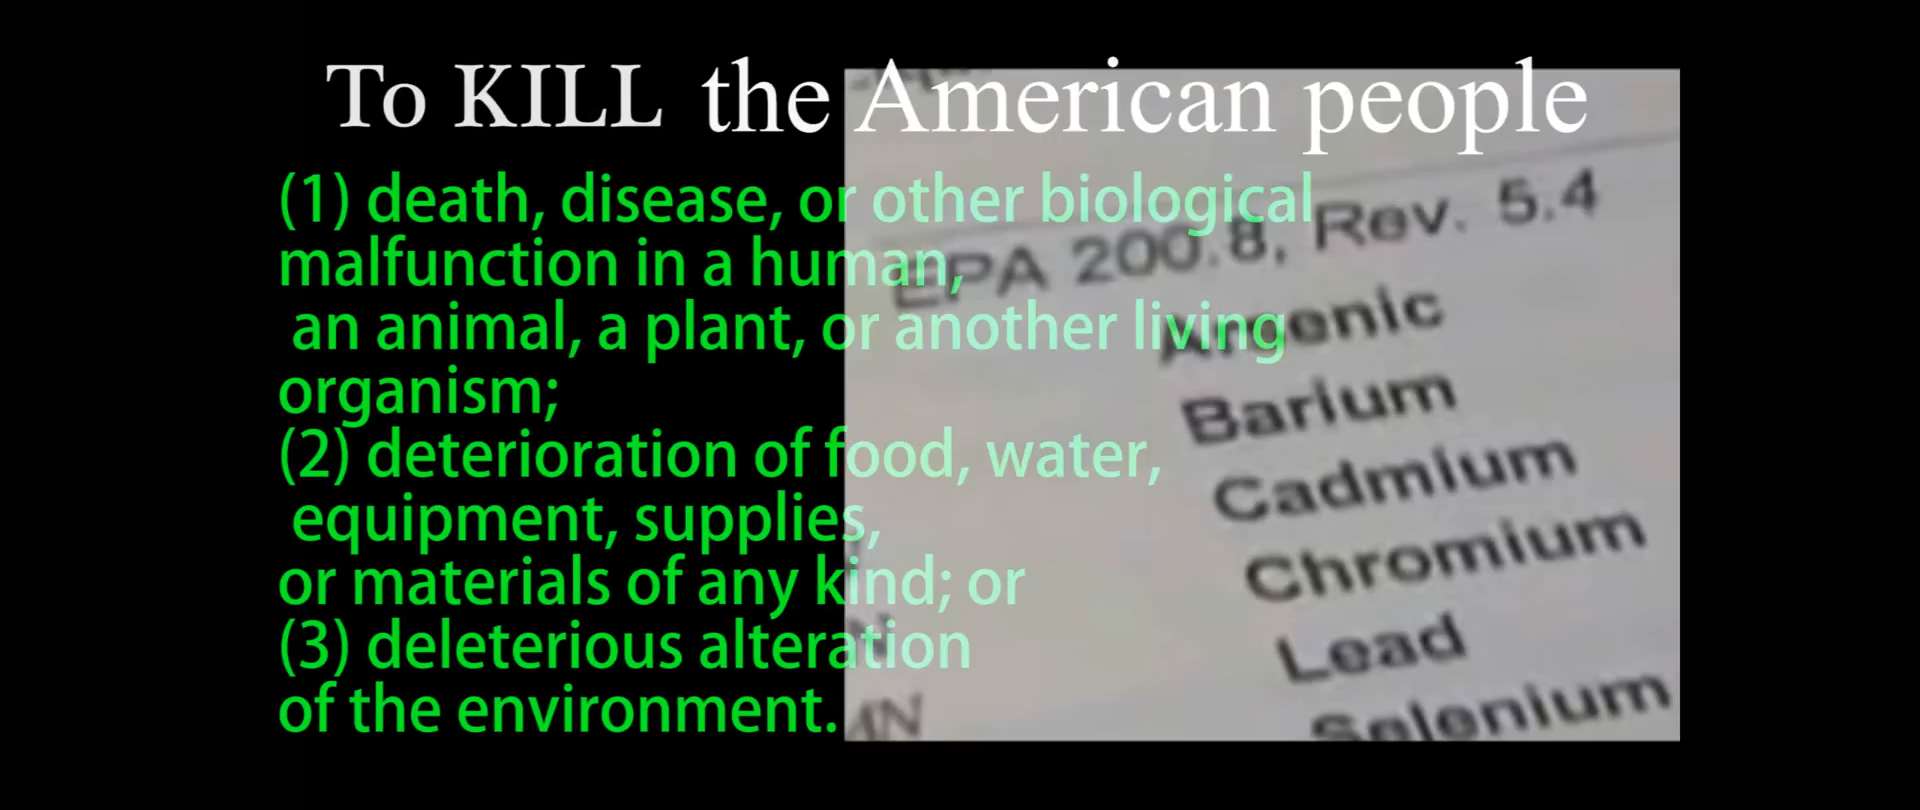 To KILL the American people
(1) death, disease, or other biological
malfunction in a human,
an animal, a plant, or another living
organism;
(2) deterioration of food, water,
equipment, supplies,
or materials of any kind; or
(3) deleterious alteration
of the environment.
EPA 200.8, Rev. 5.4
Arsenic
Barium
Cadmium
Chromium
Lead
Selenium